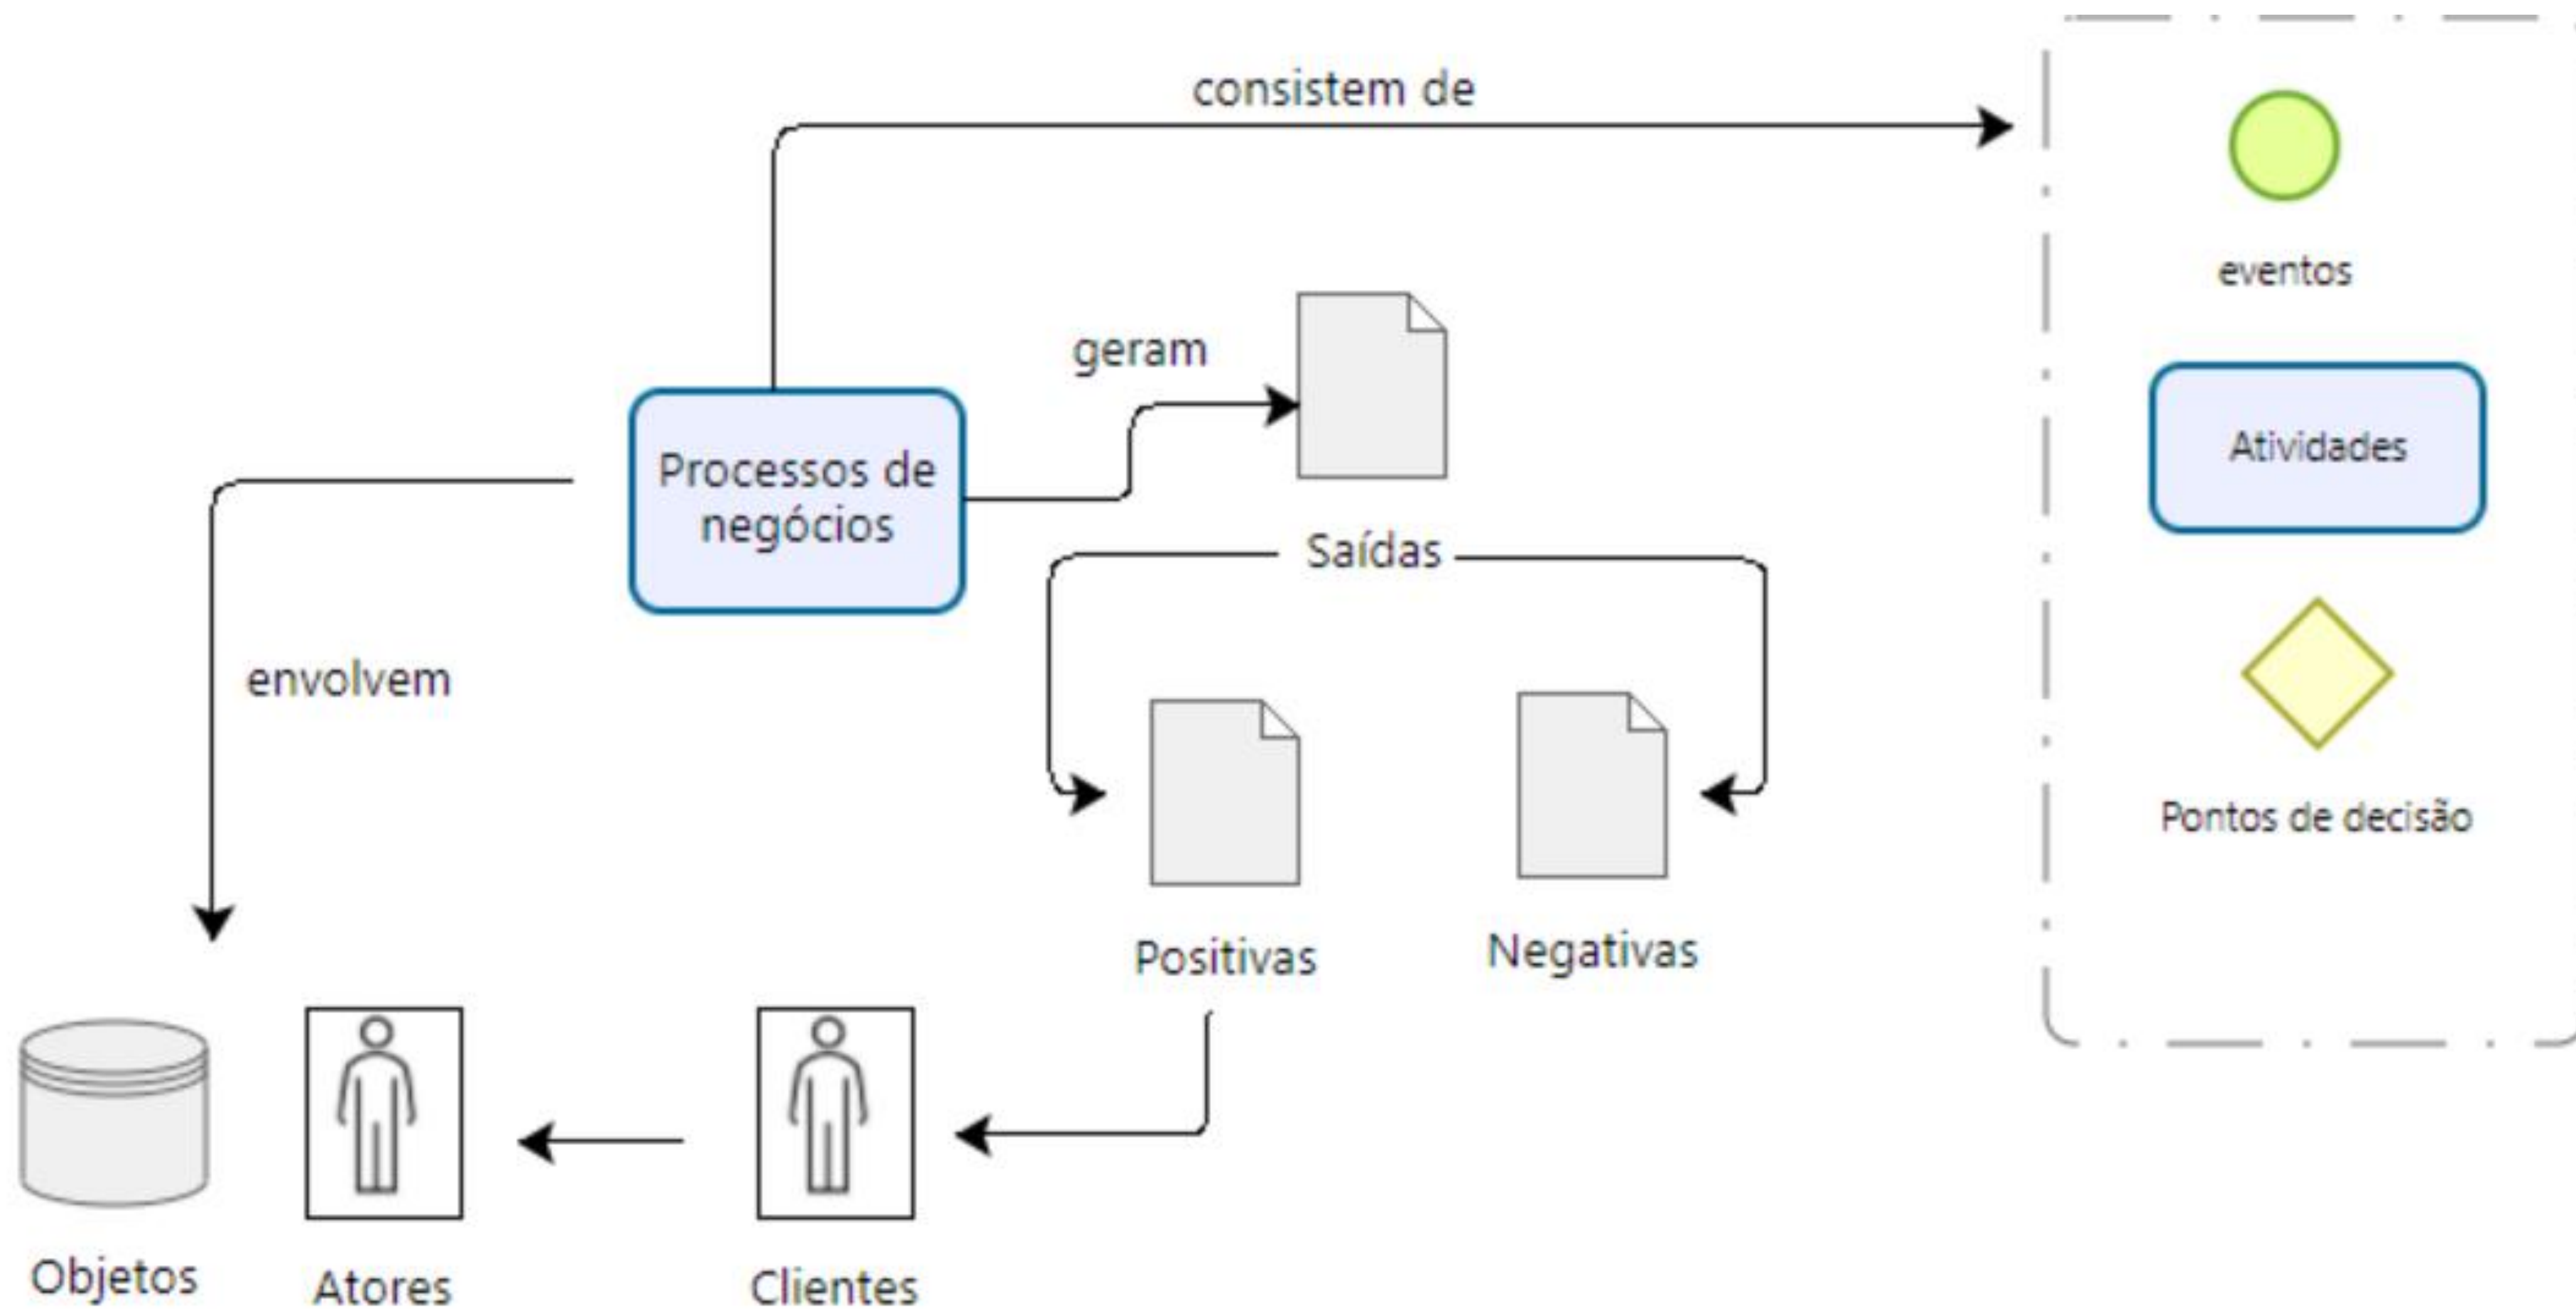 consistem de
eventos
geram
Processos de
negócios
Atividades
Saídas
envolvem
Pontos de decisão
Positivas
Negativas
Objetos
Atores
Clientes